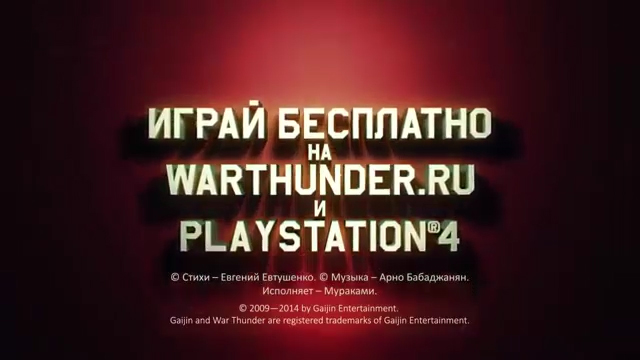 ИГРАЙ БЕСПЛАТНО
НА
WARTHUNDER.RU
И
PLAYSTATION®4
© Стихи – Евгений Евтушенко. © Музыка – Арно Бабаджанян.
Исполняет – Мураками.
© 2009—2014 by Gaijin Entertainment.
Gaijin and War Thunder are registered trademarks of Gaijin Entertainment.